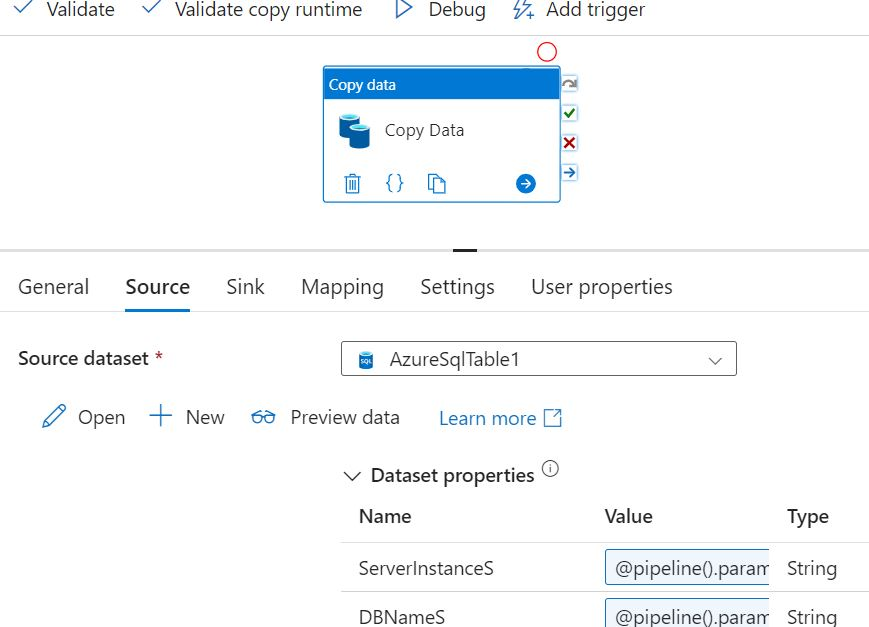 Validate Validate copy runtime Debug Add trigger
Copy data
Copy Data
General Source Sink Mapping Settings User properties
Source dataset * SQL AzureSqlTable1
Open New Preview data Learn more
Dataset properties
Name Value Type
ServerInstanceS @pipeline().param String
DBNameS @pipeline().param String